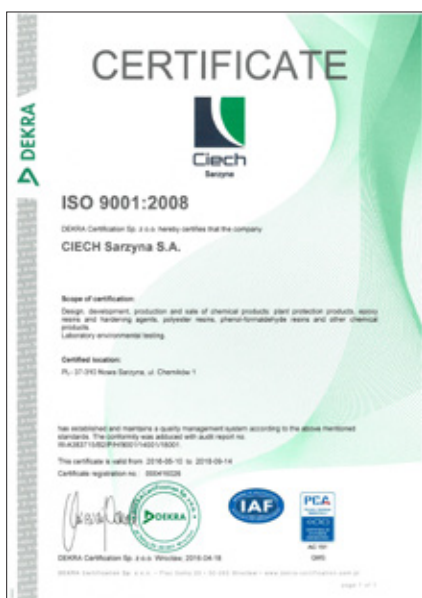 CERTIFICATE
DEKRA
Ciech
Sarzyna
ISO 9001:2008
DEKRA Certification Sp. z o.o. hereby certifies that the company
CIECH Sarzyna S.A.
Scope of certification:
Design, development, production and sale of chemical products: plant protection products, epoxy
resins and hardening agents, polyester resins, phenol-formaldehyde resins and other chemical
products.
Laboratory environmental testing.
Certified location:
PL- 37-310 Nowa Sarzyna, ul. Chemików 1
has established and maintains a quality management system according to the above mentioned
standards. The conformity was adduced with audit report no.
This certificate is valid from 2016-05-10 to 2018-09-14
Certificate registration no.
DEKRA
IAF
PCA
DEKRA Certification Sp. z o.o. Wrocław, 2016-04-18
QMS
page 1 of 1